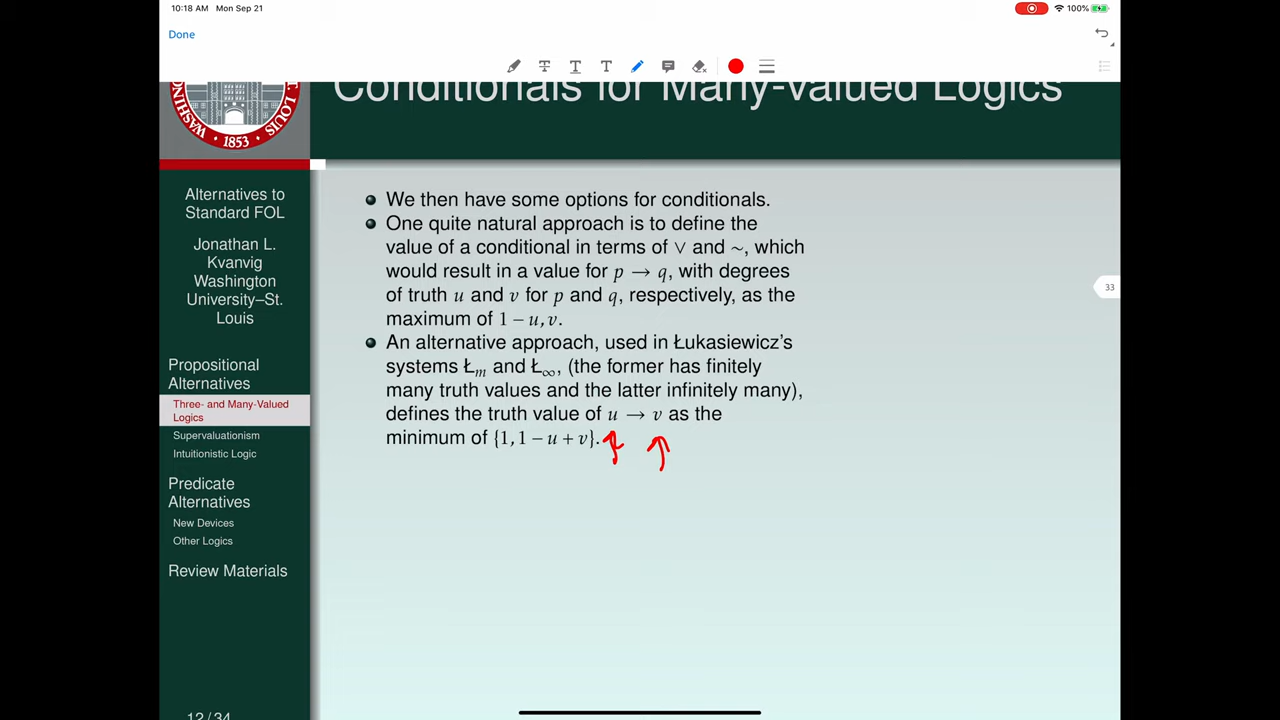 10:18 AM Mon Sep 21
100%
Done
Conditionals for Many-valued Logics
WASHING
T. LOUIS
1853
Alternatives to
Standard FOL
Jonathan L.
Kvanvig
Washington
University–St.
Louis
Propositional
Alternatives
Three- and Many-Valued
Logics
Supervaluationism
Intuitionistic Logic
Predicate
Alternatives
New Devices
Other Logics
Review Materials
12/34
We then have some options for conditionals.
One quite natural approach is to define the
value of a conditional in terms of ∨ and ∼, which
would result in a value for p → q, with degrees
of truth u and v for p and q, respectively, as the
maximum of 1 − u, v.
An alternative approach, used in Łukasiewicz's
systems Łₘ and Ł∞, (the former has finitely
many truth values and the latter infinitely many),
defines the truth value of u → v as the
minimum of {1, 1 − u + v}.
33